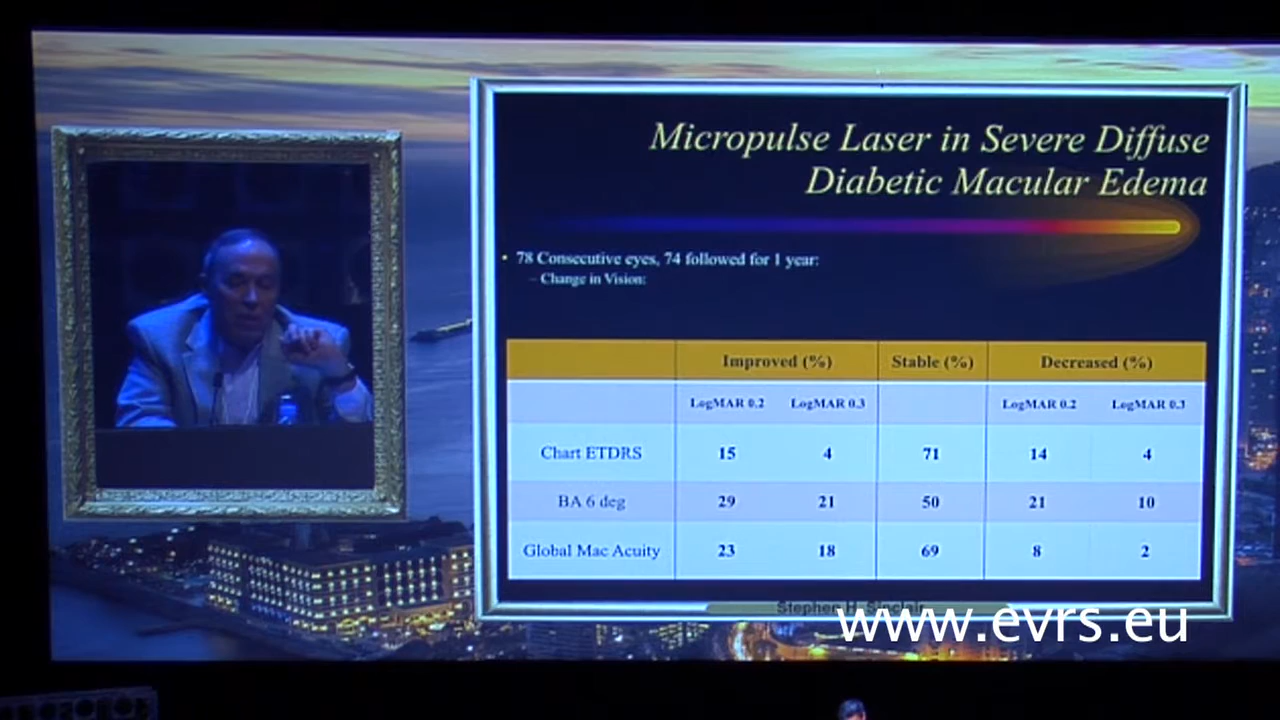 Micropulse Laser in Severe Diffuse
Diabetic Macular Edema
• 78 Consecutive eyes, 74 followed for 1 year:
– Change in Vision:
Improved (%) Stable (%) Decreased (%)
LogMAR 0.2 LogMAR 0.3 LogMAR 0.2 LogMAR 0.3
Chart ETDRS 15 4 71 14 4
BA 6 deg 29 21 50 21 10
Global Mac Acuity 23 18 69 8 2
Stephen H. Sinclair
www.evrs.eu